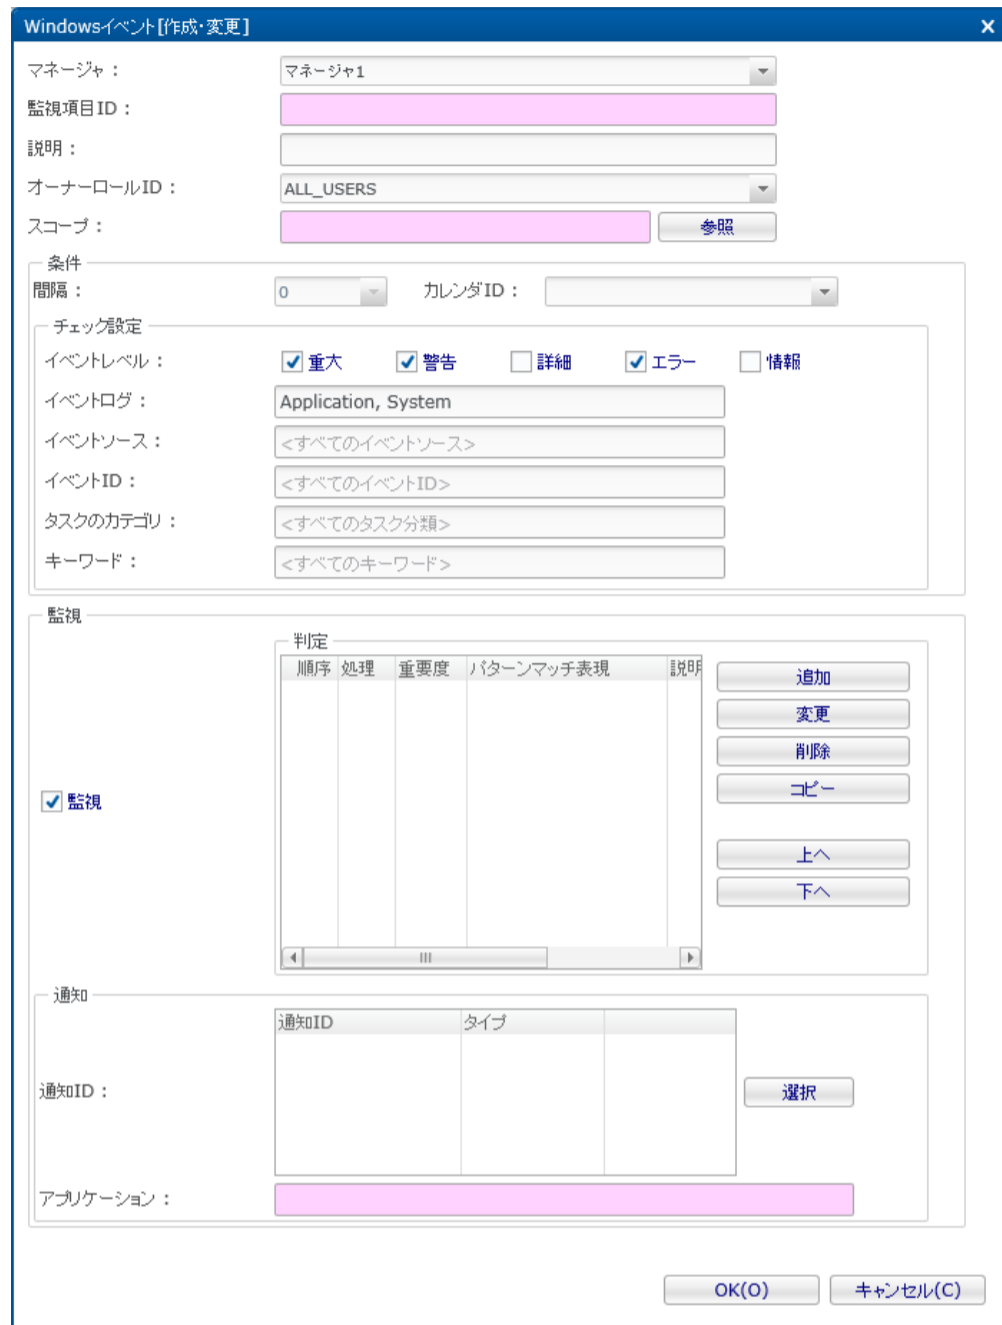 Windowsイベント[作成・変更]
マネージャ： マネージャ1
監視項目ID：
説明：
オーナーロールID： ALL_USERS
スコープ： 参照
条件
間隔： 0 カレンダID：
チェック設定
イベントレベル： 重大 警告 詳細 エラー 情報
イベントログ： Application, System
イベントソース： <すべてのイベントソース>
イベントID： <すべてのイベントID>
タスクのカテゴリ： <すべてのタスク分類>
キーワード： <すべてのキーワード>
監視
判定
順序 処理 重要度 パターンマッチ表現 説明
追加
変更
削除
コピー
監視
上へ
下へ
通知
通知ID タイプ
通知ID： 選択
アプリケーション：
OK(O) キャンセル(C)